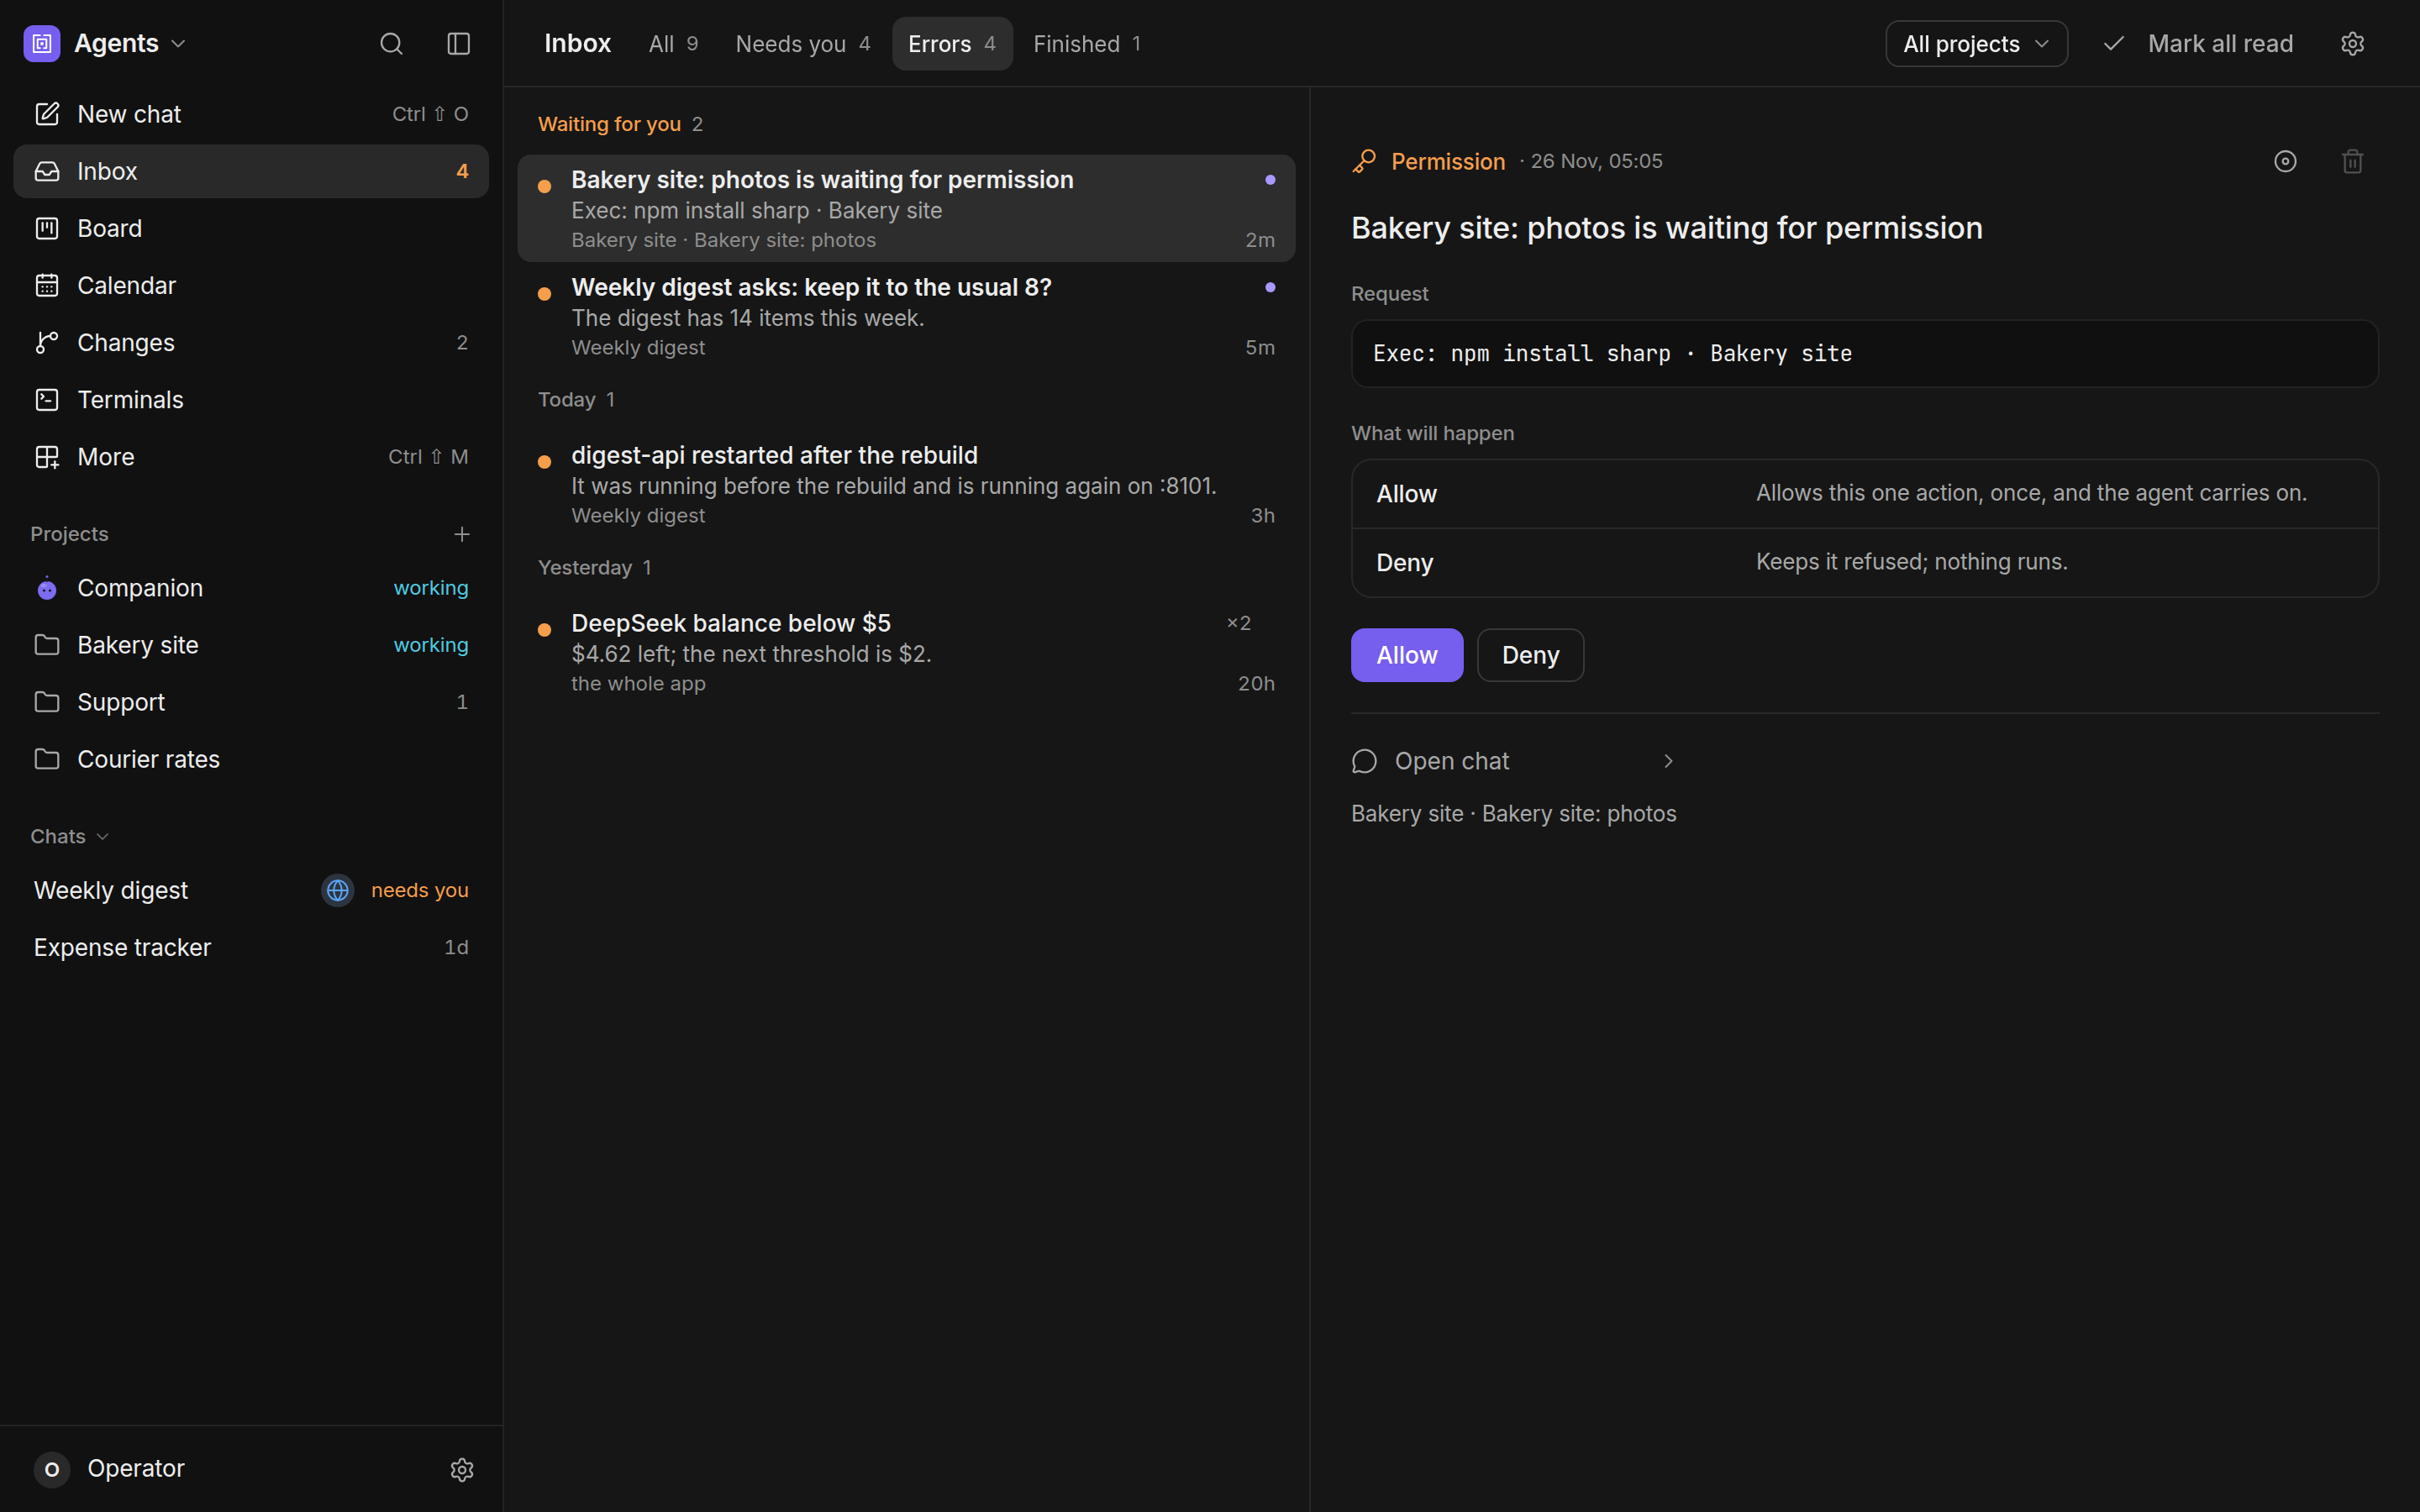 Agents
New chat Ctrl ⇧ O
Inbox 4
Board
Calendar
Changes 2
Terminals
More Ctrl ⇧ M
Projects
Companion working
Bakery site working
Support 1
Courier rates
Chats
Weekly digest needs you
Expense tracker 1d
O Operator
Inbox All 9 Needs you 4 Errors 4 Finished 1
All projects Mark all read
Waiting for you 2
Bakery site: photos is waiting for permission
Exec: npm install sharp · Bakery site
Bakery site · Bakery site: photos 2m
Weekly digest asks: keep it to the usual 8?
The digest has 14 items this week.
Weekly digest 5m
Today 1
digest-api restarted after the rebuild
It was running before the rebuild and is running again on :8101.
Weekly digest 3h
Yesterday 1
DeepSeek balance below $5 ×2
$4.62 left; the next threshold is $2.
the whole app 20h
Permission · 26 Nov, 05:05
Bakery site: photos is waiting for permission
Request
Exec: npm install sharp · Bakery site
What will happen
Allow Allows this one action, once, and the agent carries on.
Deny Keeps it refused; nothing runs.
Allow Deny
Open chat
Bakery site · Bakery site: photos